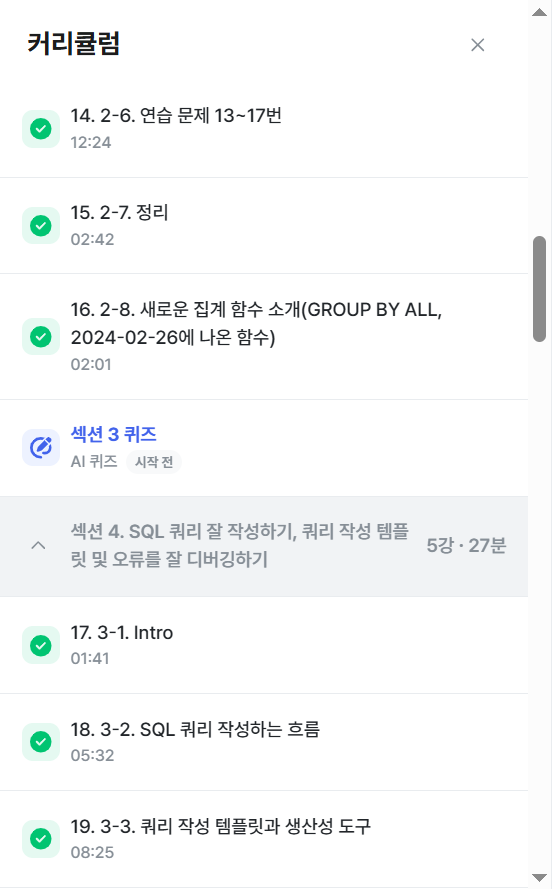 커리큘럼
14. 2-6. 연습 문제 13~17번
12:24
15. 2-7. 정리
02:42
16. 2-8. 새로운 집계 함수 소개(GROUP BY ALL,
2024-02-26에 나온 함수)
02:01
섹션 3 퀴즈
AI 퀴즈 시작 전
섹션 4. SQL 쿼리 잘 작성하기, 쿼리 작성 템플
릿 및 오류를 잘 디버깅하기
5강 · 27분
17. 3-1. Intro
01:41
18. 3-2. SQL 쿼리 작성하는 흐름
05:32
19. 3-3. 쿼리 작성 템플릿과 생산성 도구
08:25